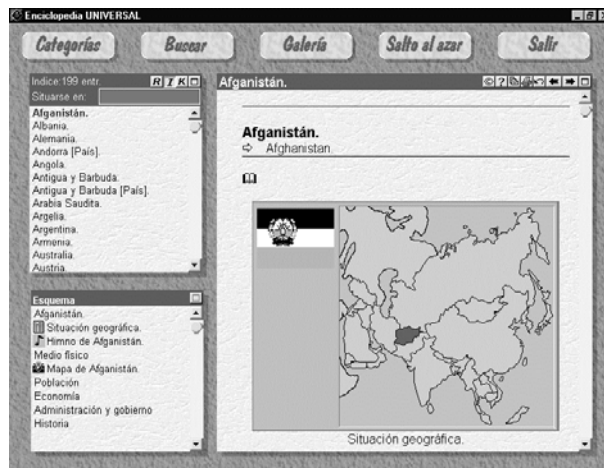 Enciclopedia UNIVERSAL
Categorías Buscar Galería Salto al azar Salir
Indice: 199 entr. R I K
Situarse en:
Afganistán.
Albania.
Alemania.
Andorra [País].
Angola.
Antigua y Barbuda.
Antigua y Barbuda [País].
Arabia Saudita.
Argelia.
Argentina.
Armenia.
Australia.
Austria.
Esquema
Afganistán.
Situación geográfica.
Himno de Afganistán.
Medio físico
Mapa de Afganistán.
Población
Economía
Administración y gobierno
Historia
Afganistán.
Afganistán.
Afghanistan.
Situación geográfica.